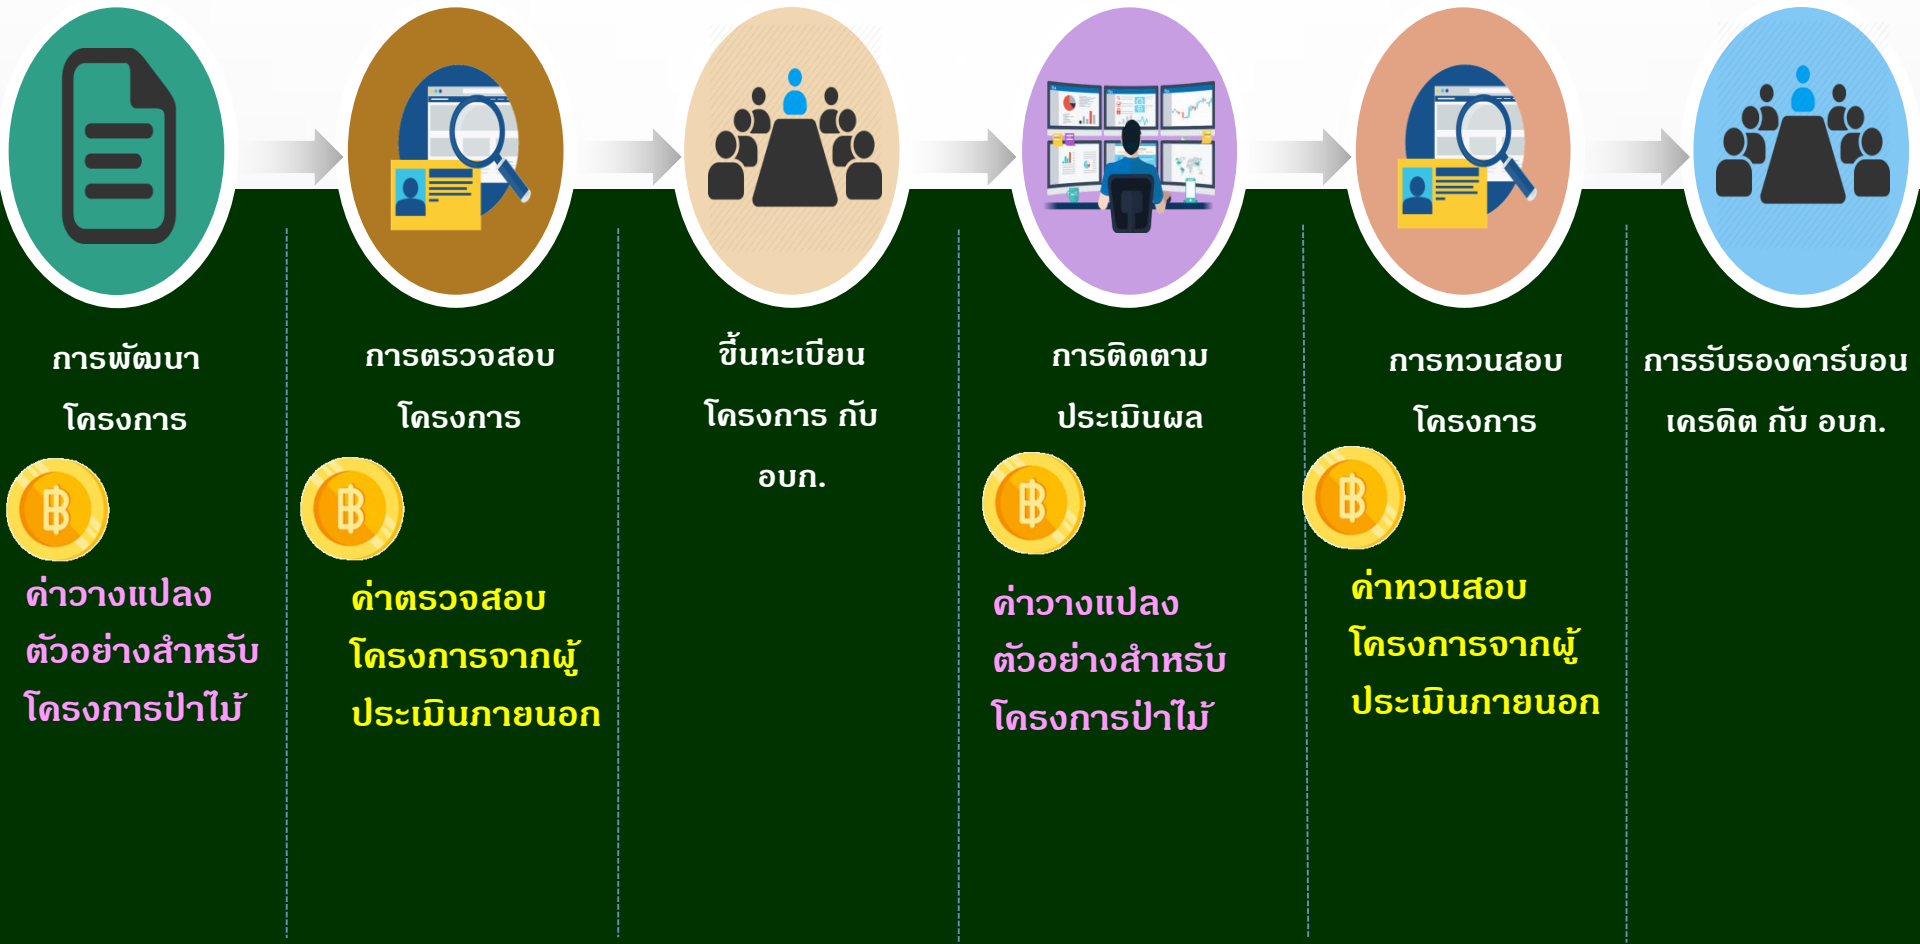 การพัฒนา
โครงการ
การตรวจสอบ
โครงการ
ขึ้นทะเบียน
โครงการ กับ
อบก.
การติดตาม
ประเมินผล
การทวนสอบ
โครงการ
การรับรองคาร์บอน
เครดิต กับ อบก.
ค่าวางแปลง
ตัวอย่างสำหรับ
โครงการป่าไม้
ค่าตรวจสอบ
โครงการจากผู้
ประเมินภายนอก
ค่าวางแปลง
ตัวอย่างสำหรับ
โครงการป่าไม้
ค่าทวนสอบ
โครงการจากผู้
ประเมินภายนอก